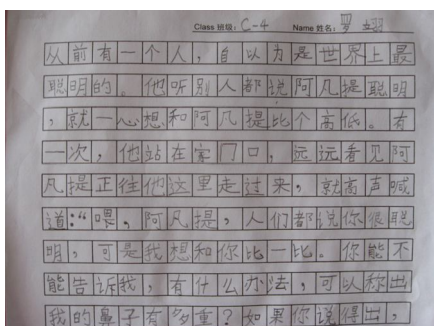 Class 班级: C-4 Name 姓名: 罗
从前有一个人，自以为是世界上最
聪明的。他听别人都说阿凡提聪明
，就一心想和阿凡提比个高低。有
一次，他站在家门口，远远看见阿
凡提正往他这里走过来，就高声喊
道：“喂，阿凡提，人们都说你很聪
明，可是我想和你比一比。你能不
能告诉我，有什么办法，可以称出
我的鼻子有多重？如果你说得出，